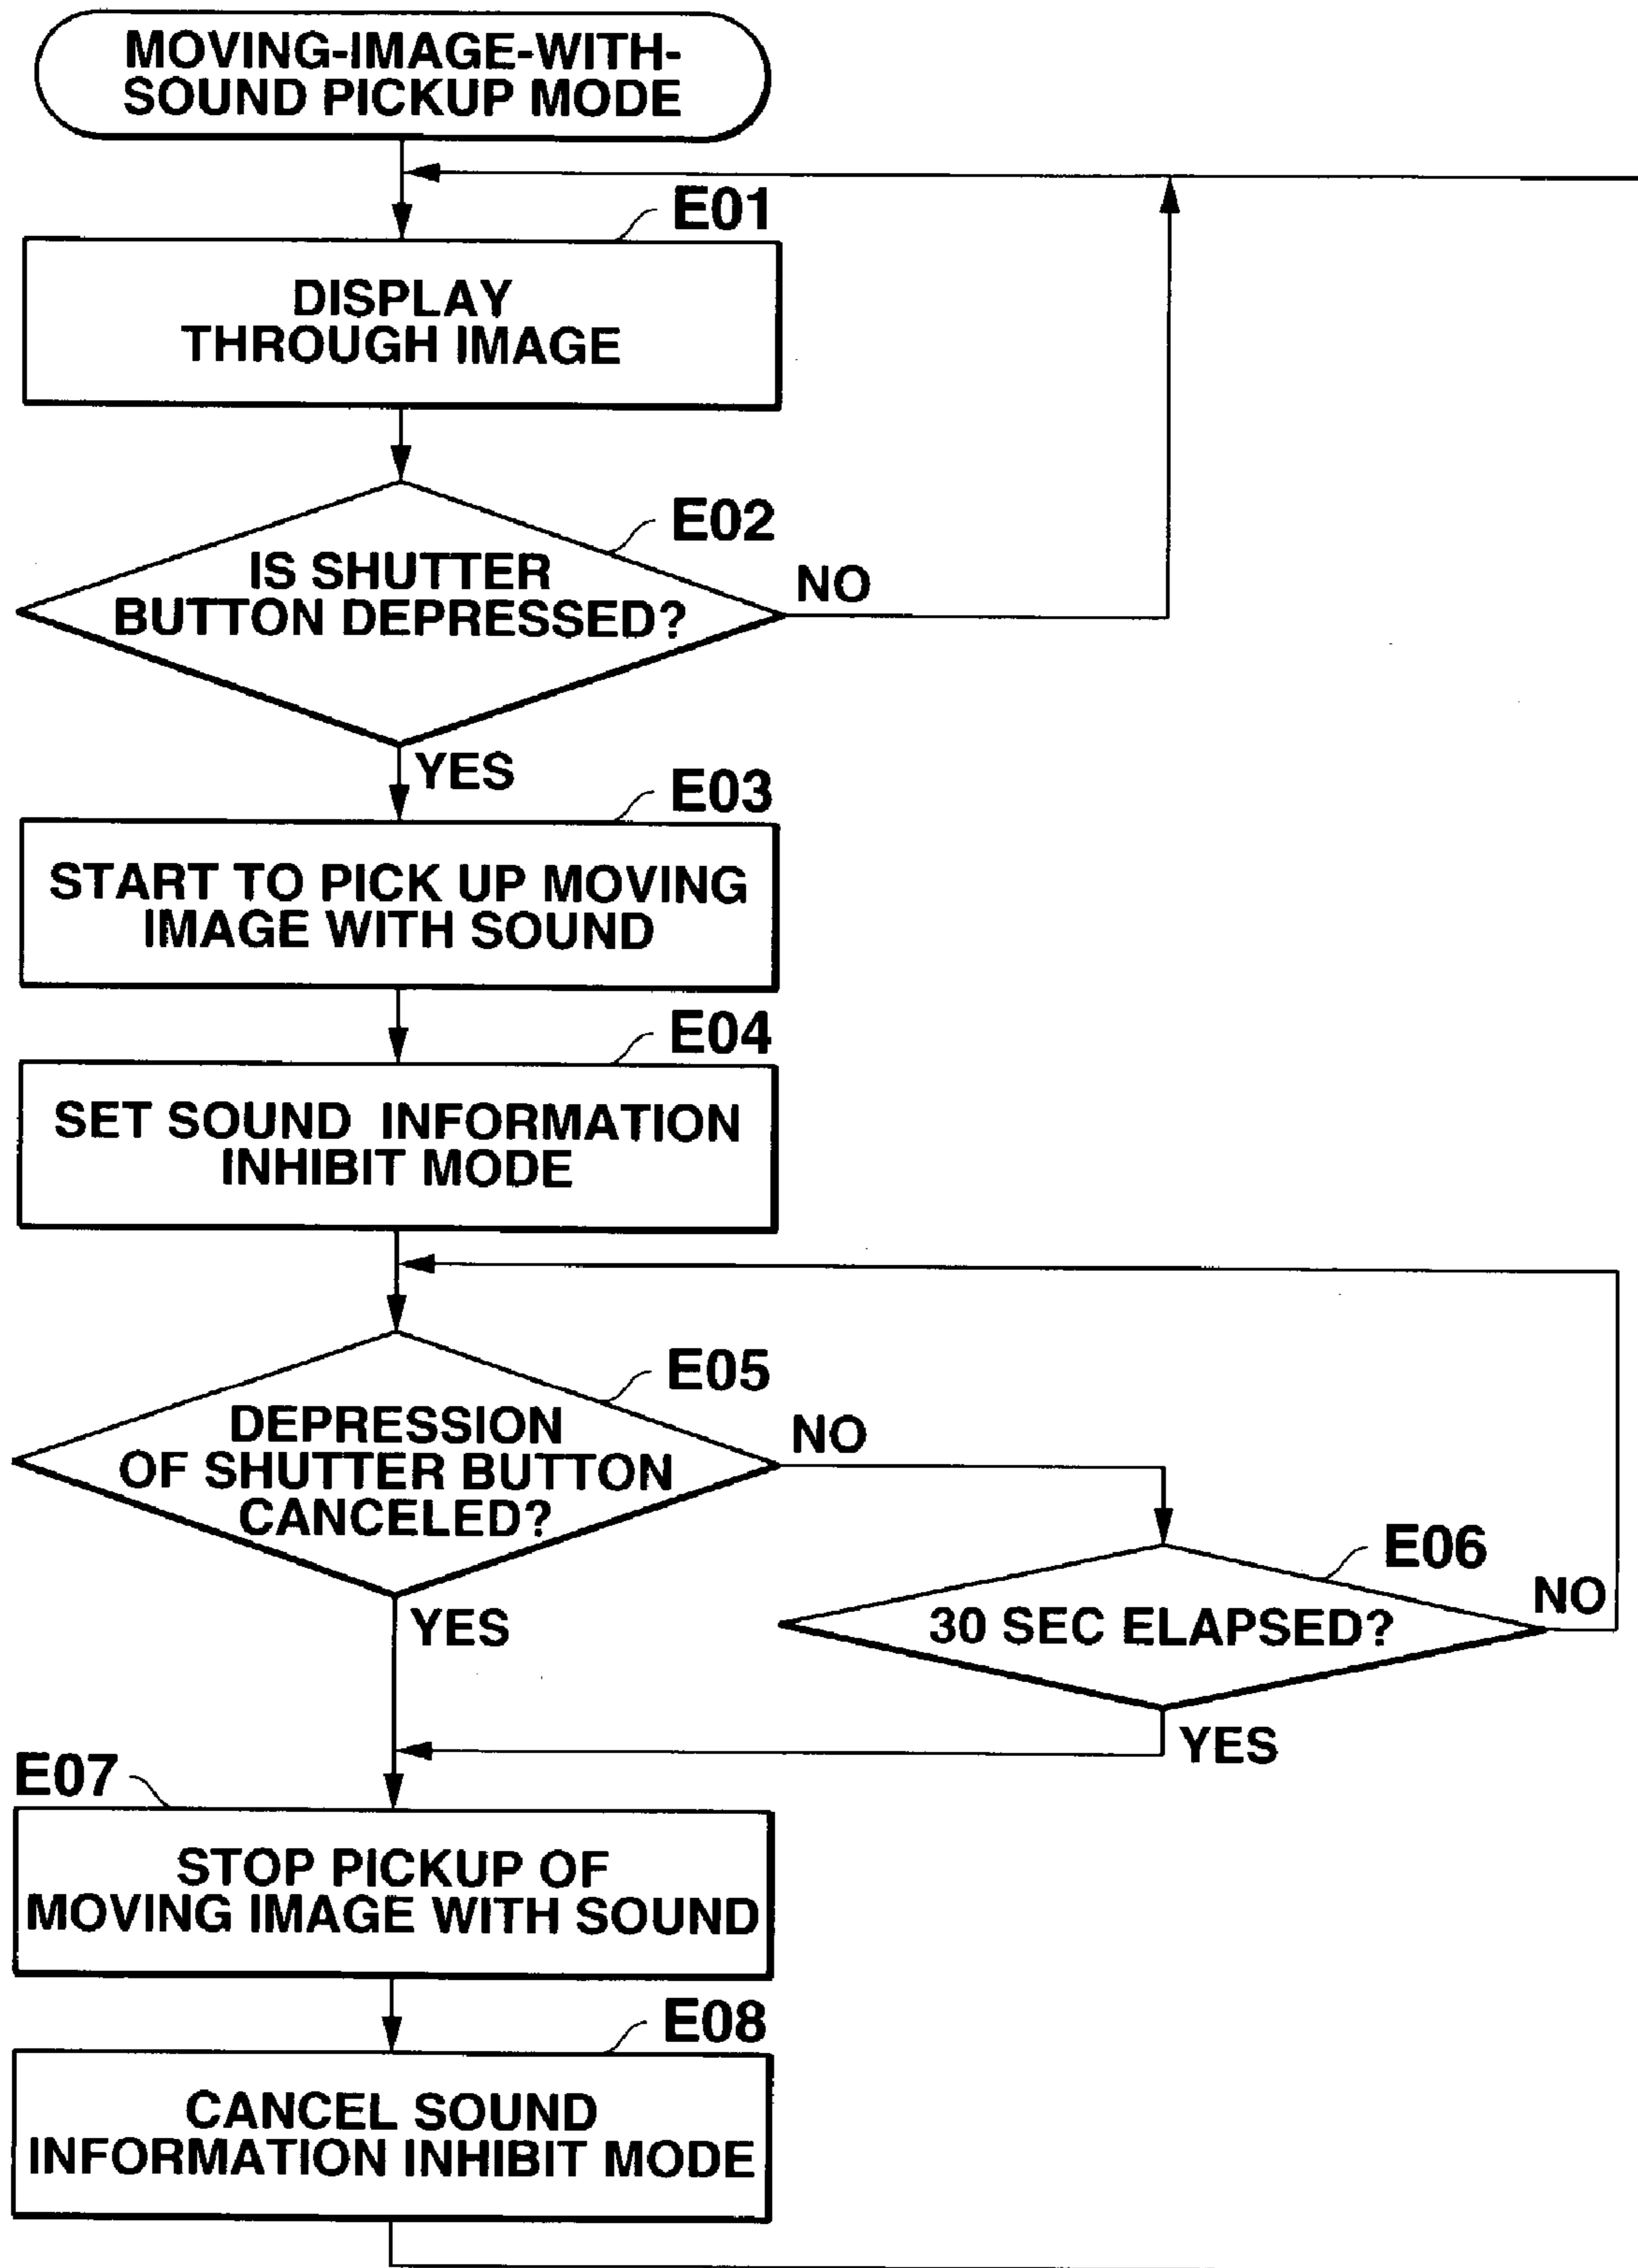 MOVING-IMAGE-WITH-
SOUND PICKUP MODE
E01
DISPLAY
THROUGH IMAGE
E02
IS SHUTTER
BUTTON DEPRESSED?
NO
YES
E03
START TO PICK UP MOVING
IMAGE WITH SOUND
E04
SET SOUND INFORMATION
INHIBIT MODE
E05
DEPRESSION
OF SHUTTER BUTTON
CANCELED?
NO
YES
E06
30 SEC ELAPSED?
NO
YES
E07
STOP PICKUP OF
MOVING IMAGE WITH SOUND
E08
CANCEL SOUND
INFORMATION INHIBIT MODE